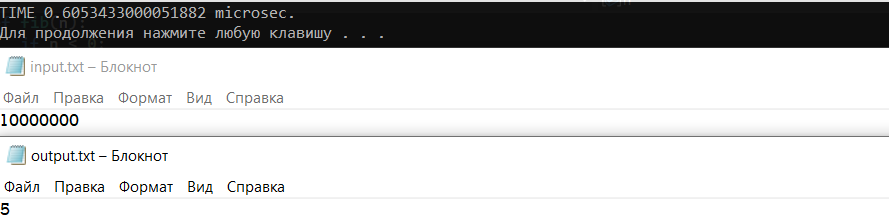 TIME 0.6053433000051882 microsec.
Для продолжения нажмите любую клавишу . . .
input.txt – Блокнот
Файл Правка Формат Вид Справка
10000000
output.txt – Блокнот
Файл Правка Формат Вид Справка
5